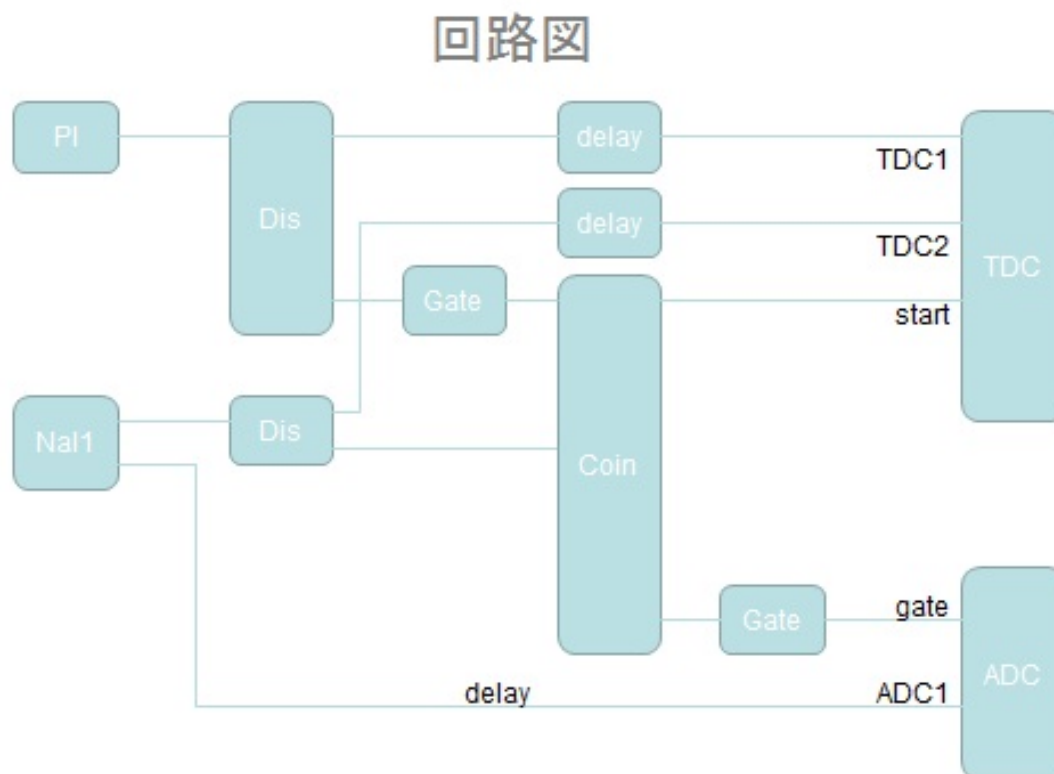 回路図
Pl
delay
TDC1
Dis
delay
TDC2
TDC
Gate
start
NaI1
Dis
Coin
gate
Gate
ADC
delay
ADC1